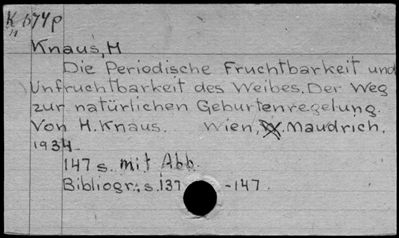 K 674p
"
Knaus, H
Die Periodische Fruchtbarkeit und
Unfruchtbarkeit des Weibes. Der Weg
zur natürlichen Geburtenregelung.
Von H. Knaus. Wien, W. Maudrich.
1934
147 s. mit Abb.
Bibliogr.; s. 137 -147.